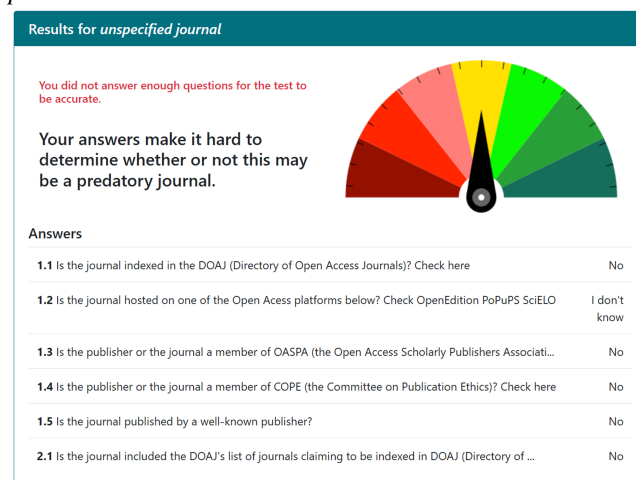 Results for unspecified journal
You did not answer enough questions for the test to
be accurate.
Your answers make it hard to
determine whether or not this may
be a predatory journal.
Answers
1.1 Is the journal indexed in the DOAJ (Directory of Open Access Journals)? Check here No
1.2 Is the journal hosted on one of the Open Acess platforms below? Check OpenEdition PoPuPS SciELO I don't
know
1.3 Is the publisher or the journal a member of OASPA (the Open Access Scholarly Publishers Associati... No
1.4 Is the publisher or the journal a member of COPE (the Committee on Publication Ethics)? Check here No
1.5 Is the journal published by a well-known publisher? No
2.1 Is the journal included the DOAJ's list of journals claiming to be indexed in DOAJ (Directory of ... No